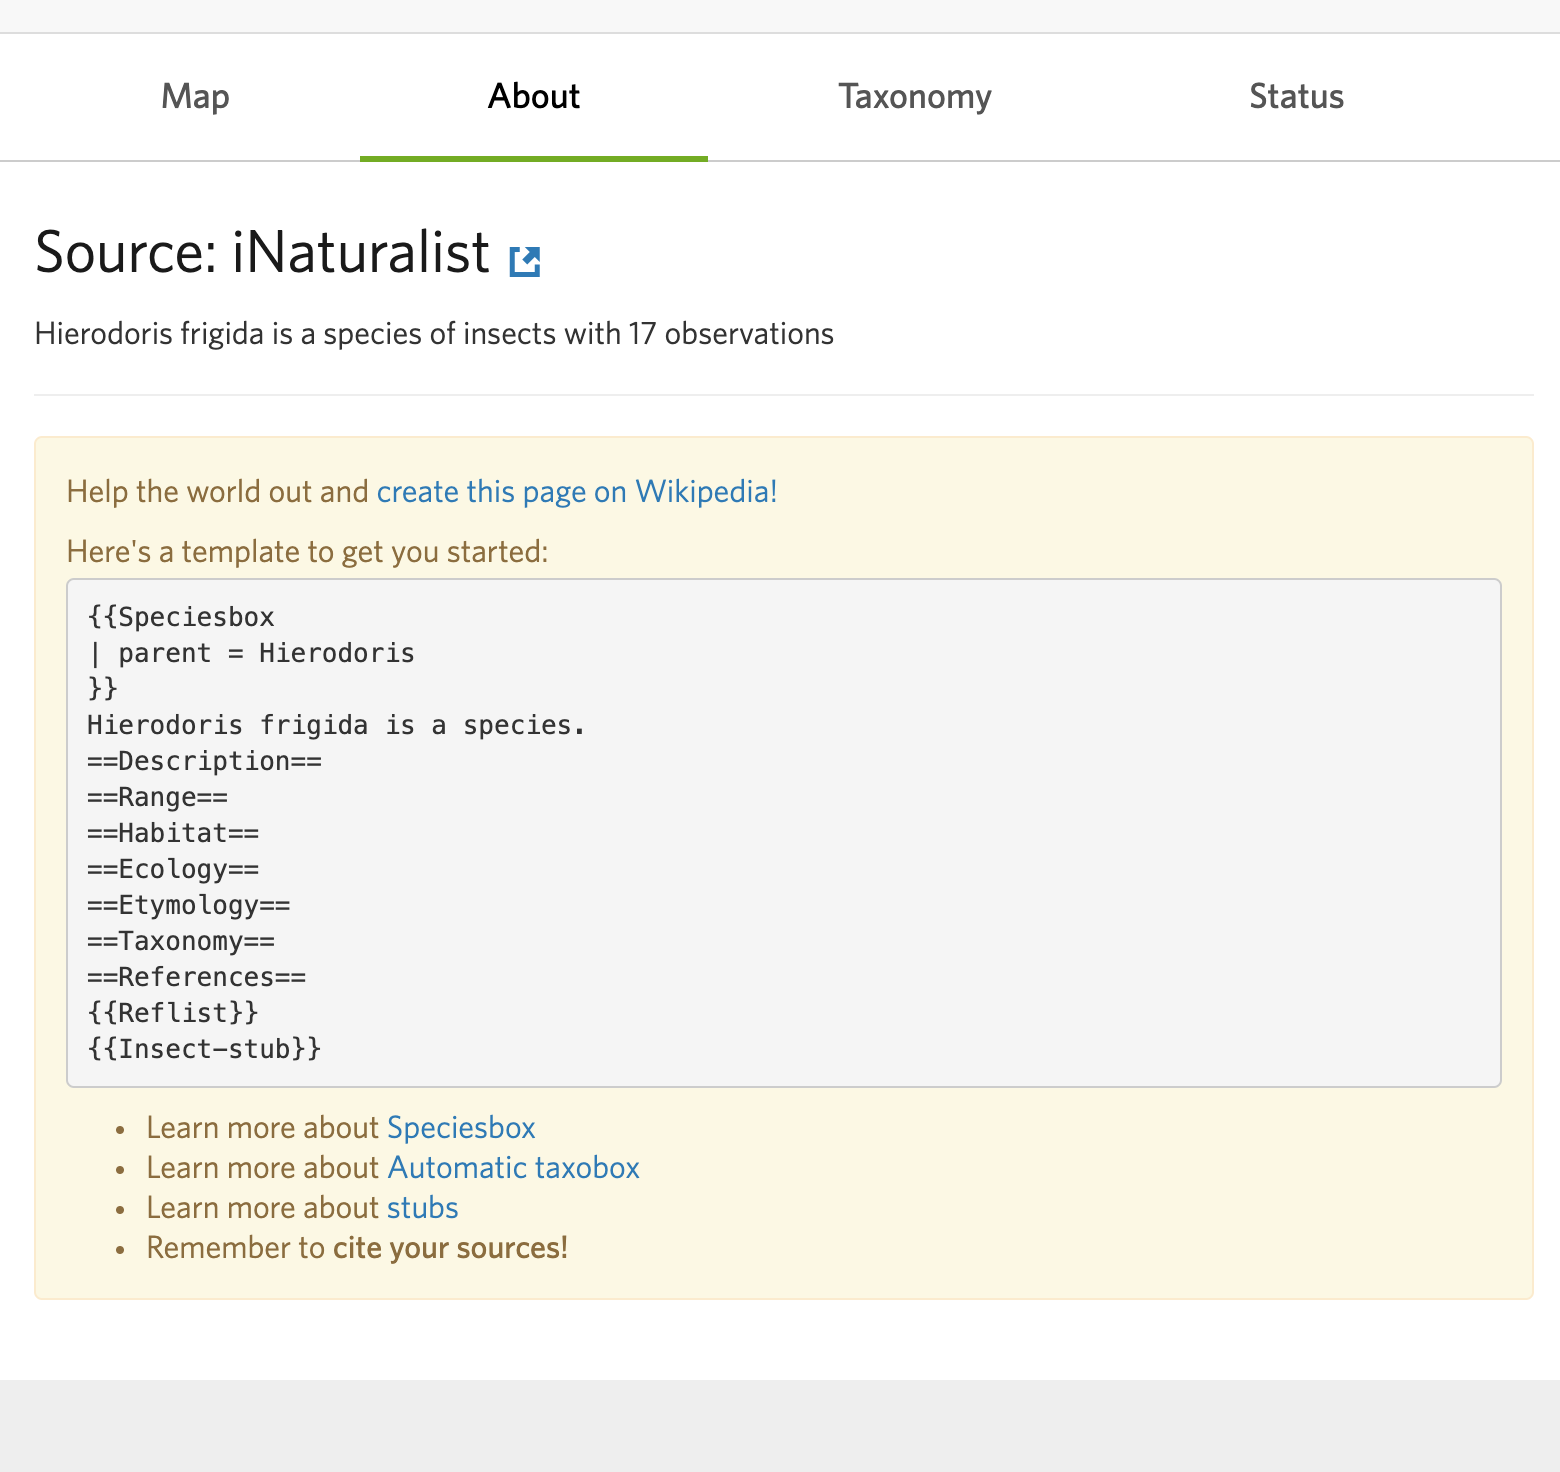 Map About Taxonomy Status
Source: iNaturalist
Hierodoris frigida is a species of insects with 17 observations
Help the world out and create this page on Wikipedia!
Here's a template to get you started:
{{Speciesbox
| parent = Hierodoris
}}
Hierodoris frigida is a species.
==Description==
==Range==
==Habitat==
==Ecology==
==Etymology==
==Taxonomy==
==References==
{{Reflist}}
{{Insect-stub}}
• Learn more about Speciesbox
• Learn more about Automatic taxobox
• Learn more about stubs
• Remember to cite your sources!